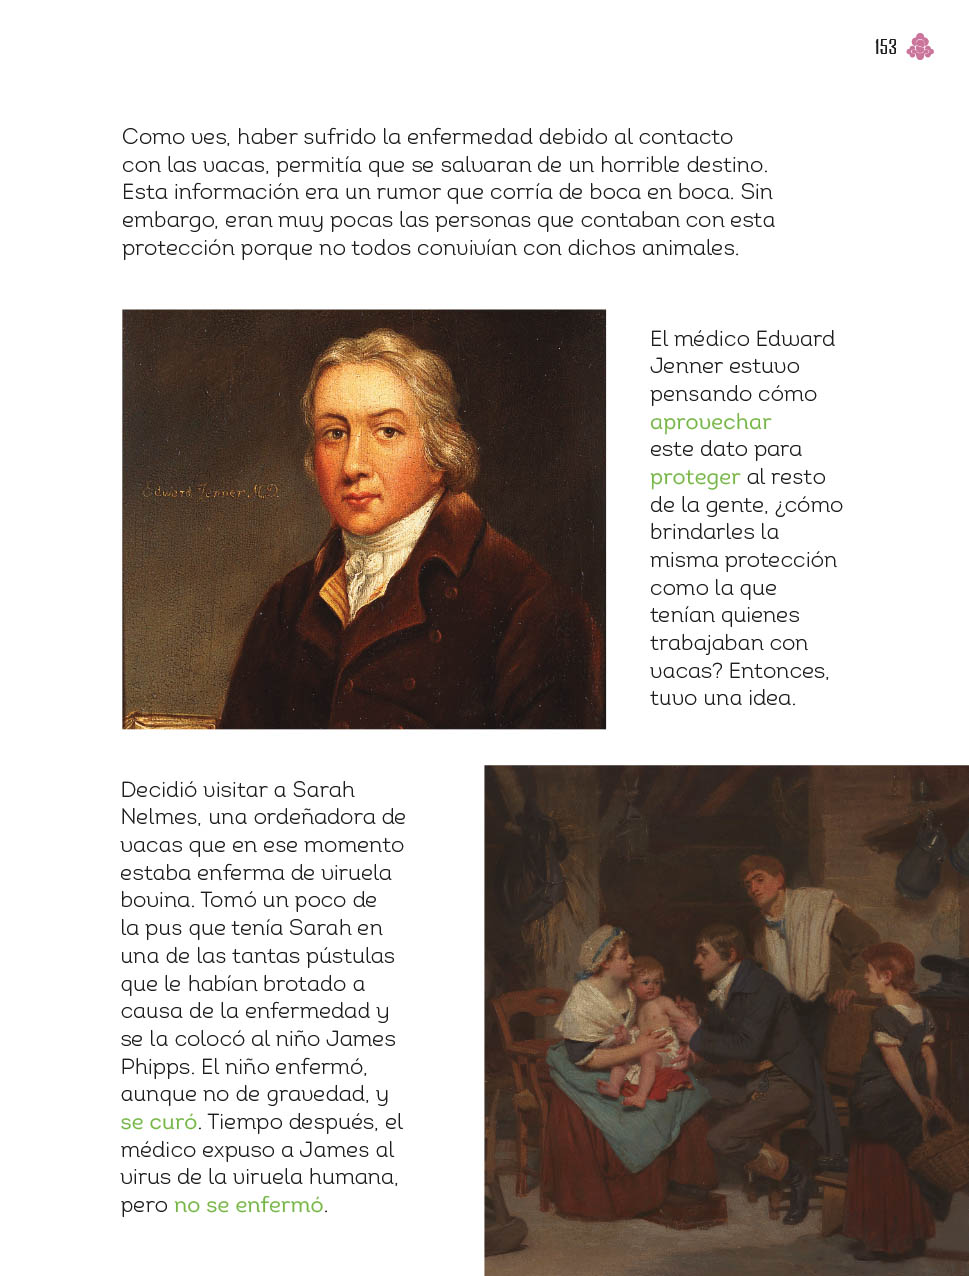 153
Como ves, haber sufrido la enfermedad debido al contacto
con las vacas, permitía que se salvaran de un horrible destino.
Esta información era un rumor que corría de boca en boca. Sin
embargo, eran muy pocas las personas que contaban con esta
protección porque no todos convivían con dichos animales.
Edward Jenner, M.D.
El médico Edward
Jenner estuvo
pensando cómo
aprovechar
este dato para
proteger al resto
de la gente, ¿cómo
brindarles la
misma protección
como la que
tenían quienes
trabajaban con
vacas? Entonces,
tuvo una idea.
Decidió visitar a Sarah
Nelmes, una ordeñadora de
vacas que en ese momento
estaba enferma de viruela
bovina. Tomó un poco de
la pus que tenía Sarah en
una de las tantas pústulas
que le habían brotado a
causa de la enfermedad y
se la colocó al niño James
Phipps. El niño enfermó,
aunque no de gravedad, y
se curó. Tiempo después, el
médico expuso a James al
virus de la viruela humana,
pero no se enfermó.